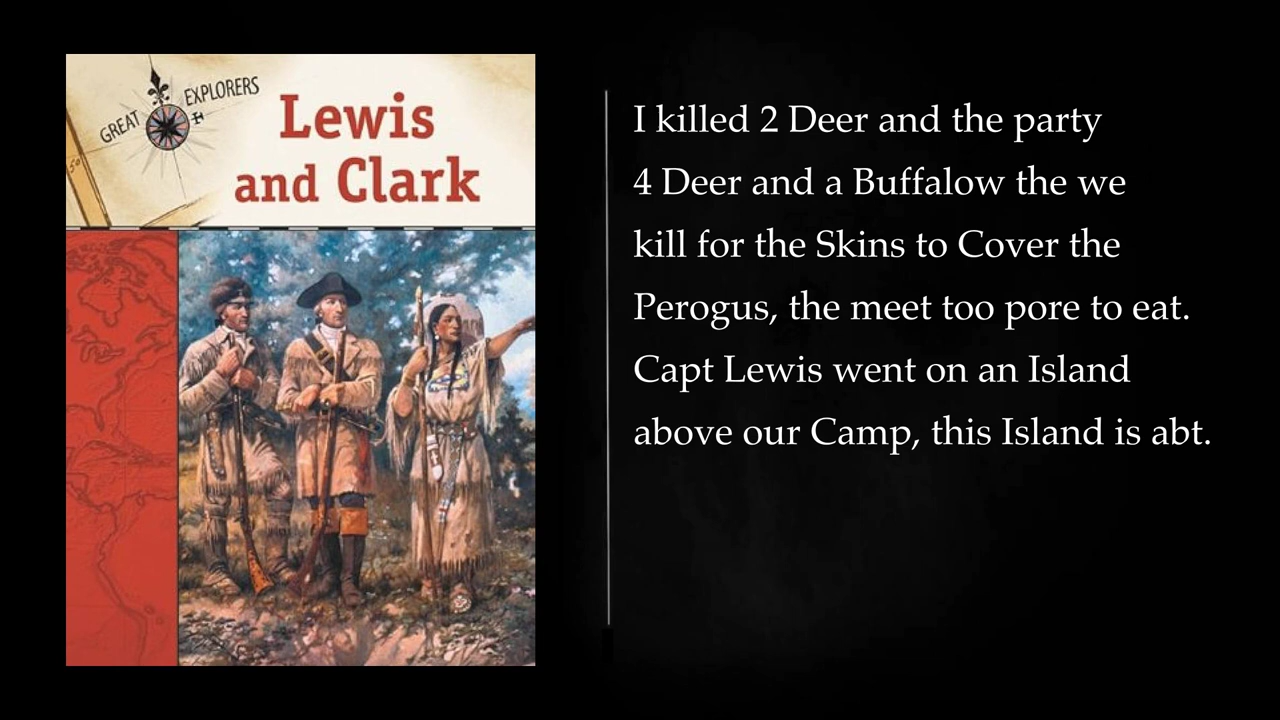 GREAT EXPLORERS
Lewis
and Clark
50
I killed 2 Deer and the party
4 Deer and a Buffalow the we
kill for the Skins to Cover the
Perogus, the meet too pore to eat.
Capt Lewis went on an Island
above our Camp, this Island is abt.